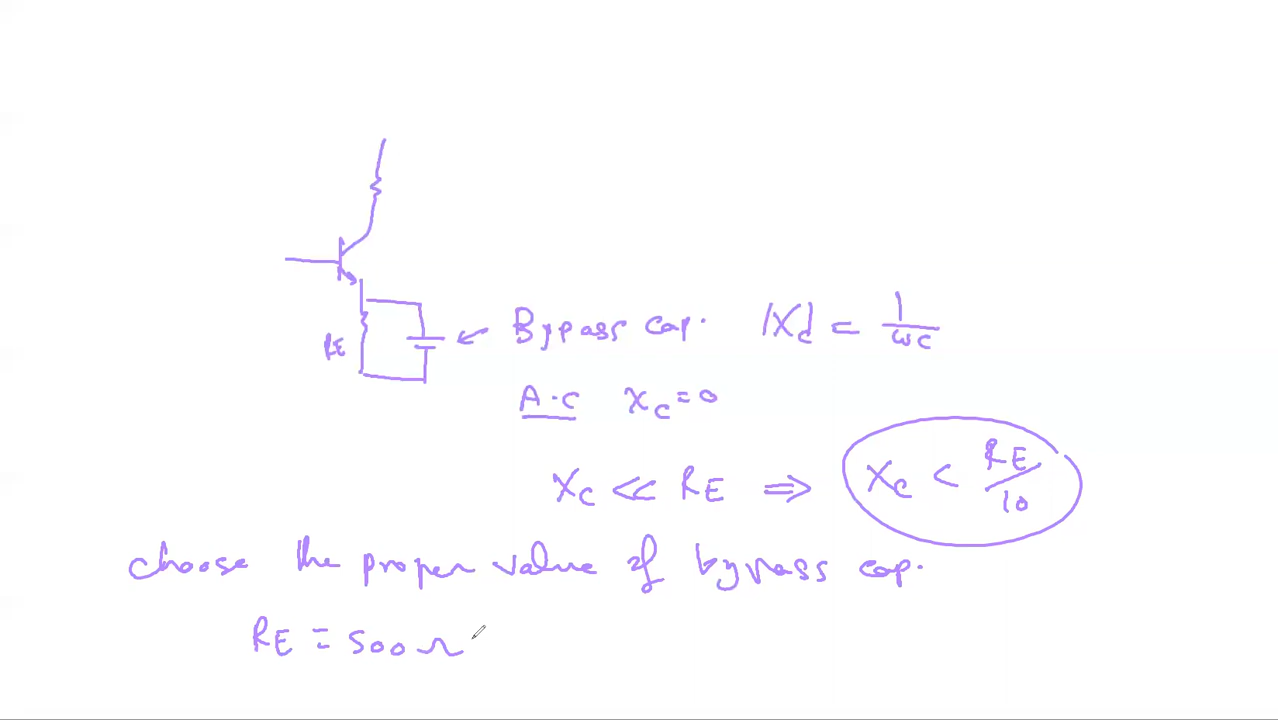 RE
Bypass cap. |Xc| = 1/ωc
A.C Xc = 0
Xc << RE ⇒ Xc < RE/10
choose the proper value of bypass cap.
RE = 500 Ω